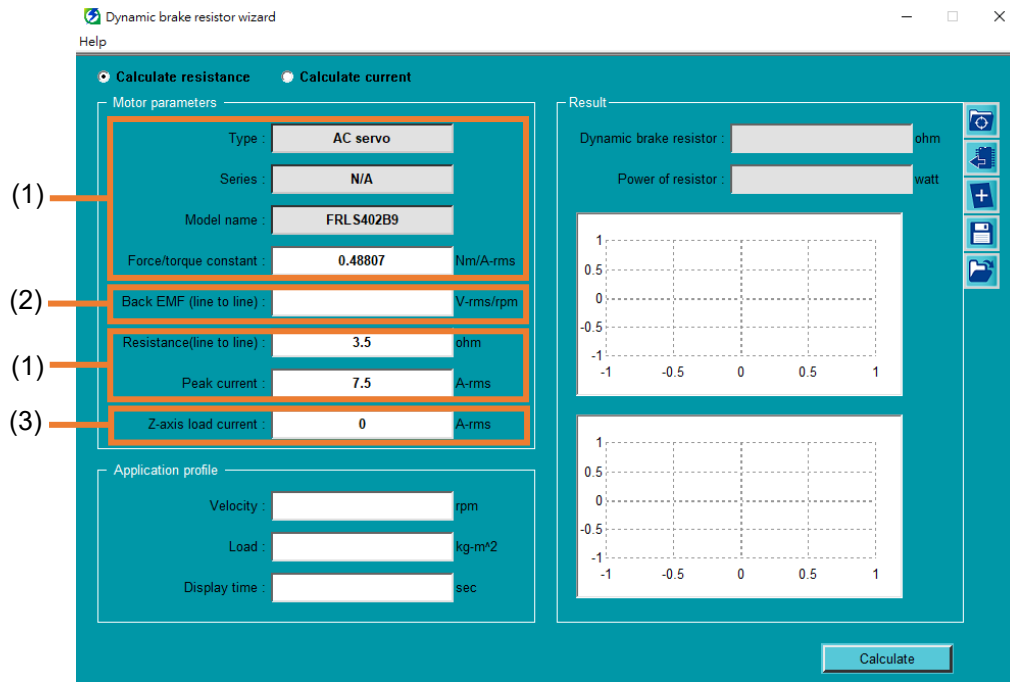 Dynamic brake resistor wizard
Help
Calculate resistance Calculate current
Motor parameters
(1)
Type : AC servo
Series : N/A
Model name : FRLS402B9
Force/torque constant : 0.48807 Nm/A-rms
(2)
Back EMF (line to line) : V-rms/rpm
(1)
Resistance(line to line) : 3.5 ohm
Peak current : 7.5 A-rms
(3)
Z-axis load current : 0 A-rms
Application profile
Velocity : rpm
Load : kg-m^2
Display time : sec
Result
Dynamic brake resistor : ohm
Power of resistor : watt
1
0.5
0
-0.5
-1
-1 -0.5 0 0.5 1
1
0.5
0
-0.5
-1
-1 -0.5 0 0.5 1
Calculate